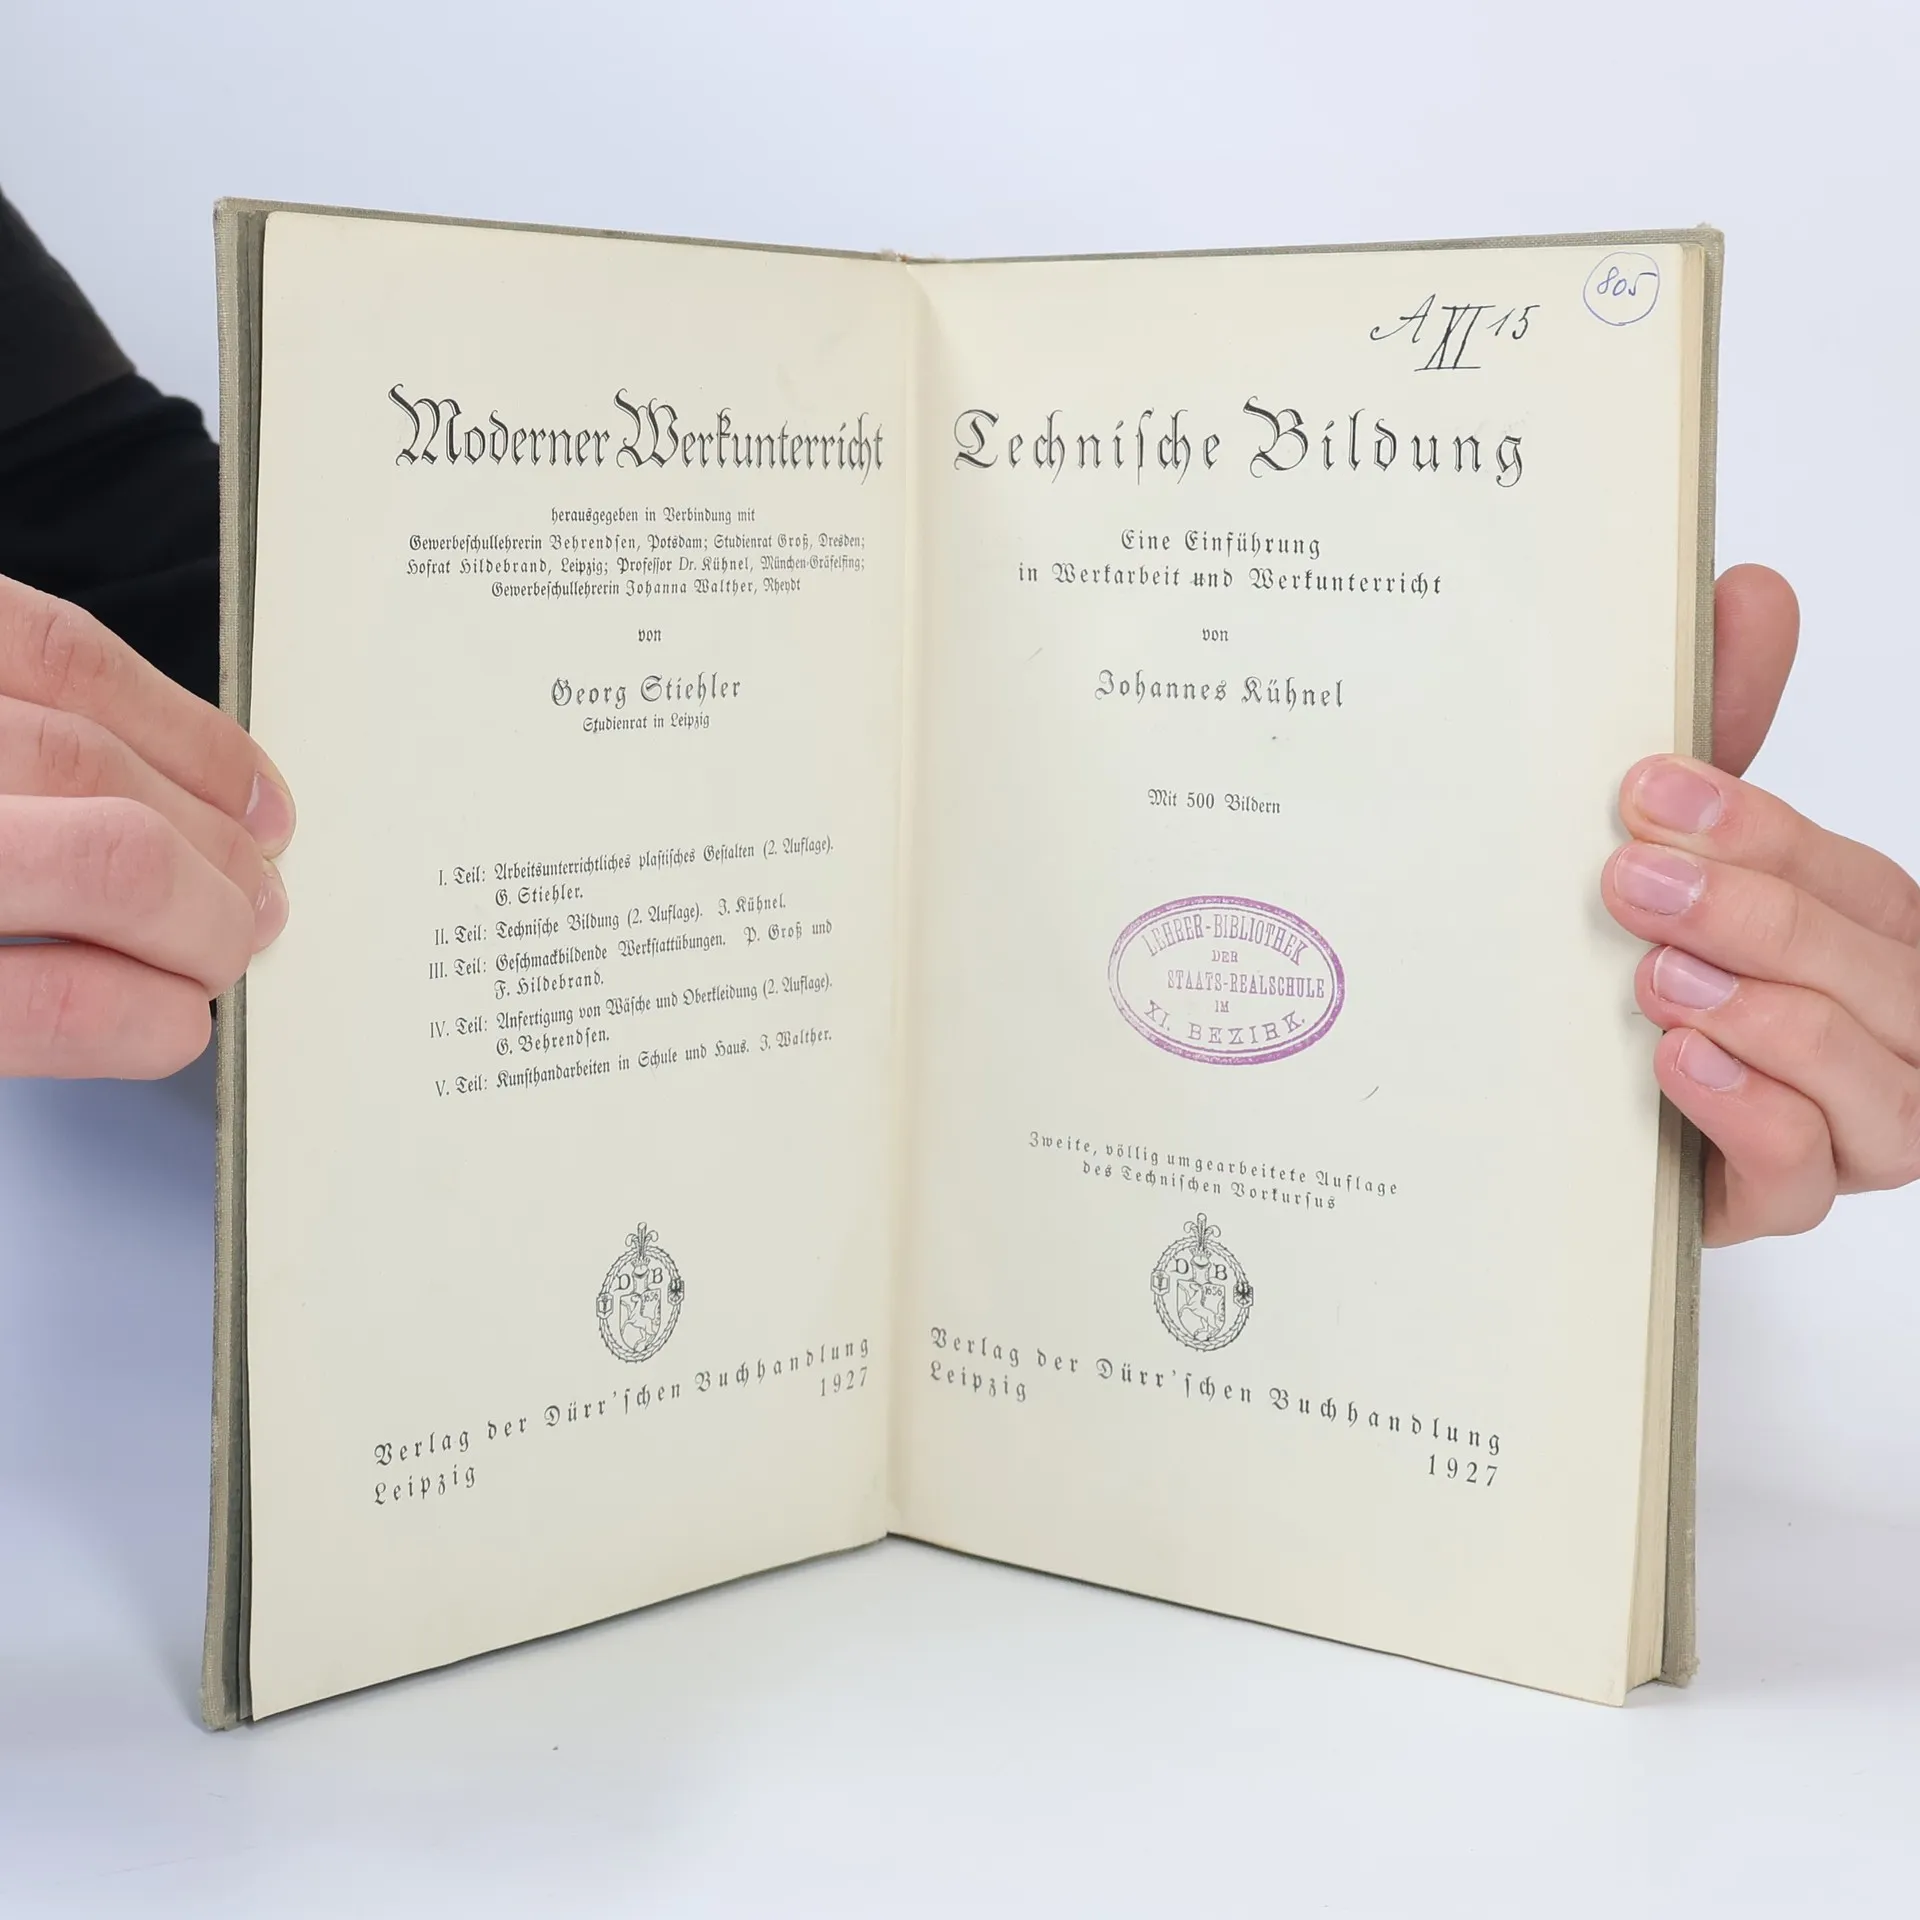 Moderner Werkunterricht
herausgegeben in Verbindung mit
Gewerbeschullehrerin Behrendsen, Potsdam; Studienrat Groß, Dresden;
Hofrat Hildebrand, Leipzig; Professor Dr. Kühnel, München-Gräfelfing;
Gewerbeschullehrerin Johanna Walther, Rheydt
von
Georg Stiehler
Studienrat in Leipzig
I. Teil: Arbeitsunterrichtliches plastisches Gestalten (2. Auflage).
G. Stiehler.
II. Teil: Technische Bildung (2. Auflage). J. Kühnel.
III. Teil: Geschmackbildende Werkstattübungen. P. Groß und
F. Hildebrand.
IV. Teil: Anfertigung von Wäsche und Oberkleidung (2. Auflage).
G. Behrendsen.
V. Teil: Kunsthandarbeiten in Schule und Haus. J. Walther.
D B
1656
Verlag der Dürr'schen Buchhandlung
Leipzig 1927
805
A XI 15
Technische Bildung
Eine Einführung
in Werkarbeit und Werkunterricht
von
Johannes Kühnel
Mit 500 Bildern
LEHRER-BIBLIOTHEK
DER
STAATS-REALSCHULE
IM
XI. BEZIRK.
Zweite, völlig umgearbeitete Auflage
des Technischen Vorkursus
D B
1656
Verlag der Dürr'schen Buchhandlung
Leipzig 1927